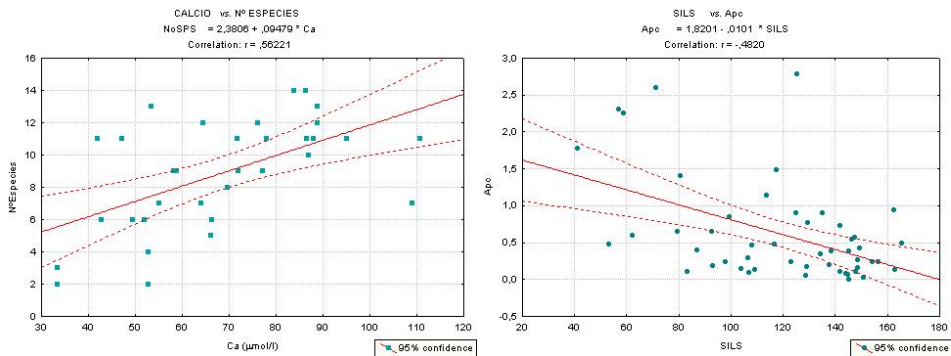 CALCIO vs. Nº ESPECIES
NoSPS = 2,3806 + ,09479 * Ca
Correlation: r = ,56221
NºEspecies
16
14
12
10
8
6
4
2
0
30 40 50 60 70 80 90 100 110 120
Ca (µmol/l)
95% confidence
SILS vs. Apc
Apc = 1,8201 - ,0101 * SILS
Correlation: r = -,4820
Apc
3,0
2,5
2,0
1,5
1,0
0,5
0,0
-0,5
20 40 60 80 100 120 140 160 180
SILS
95% confidence